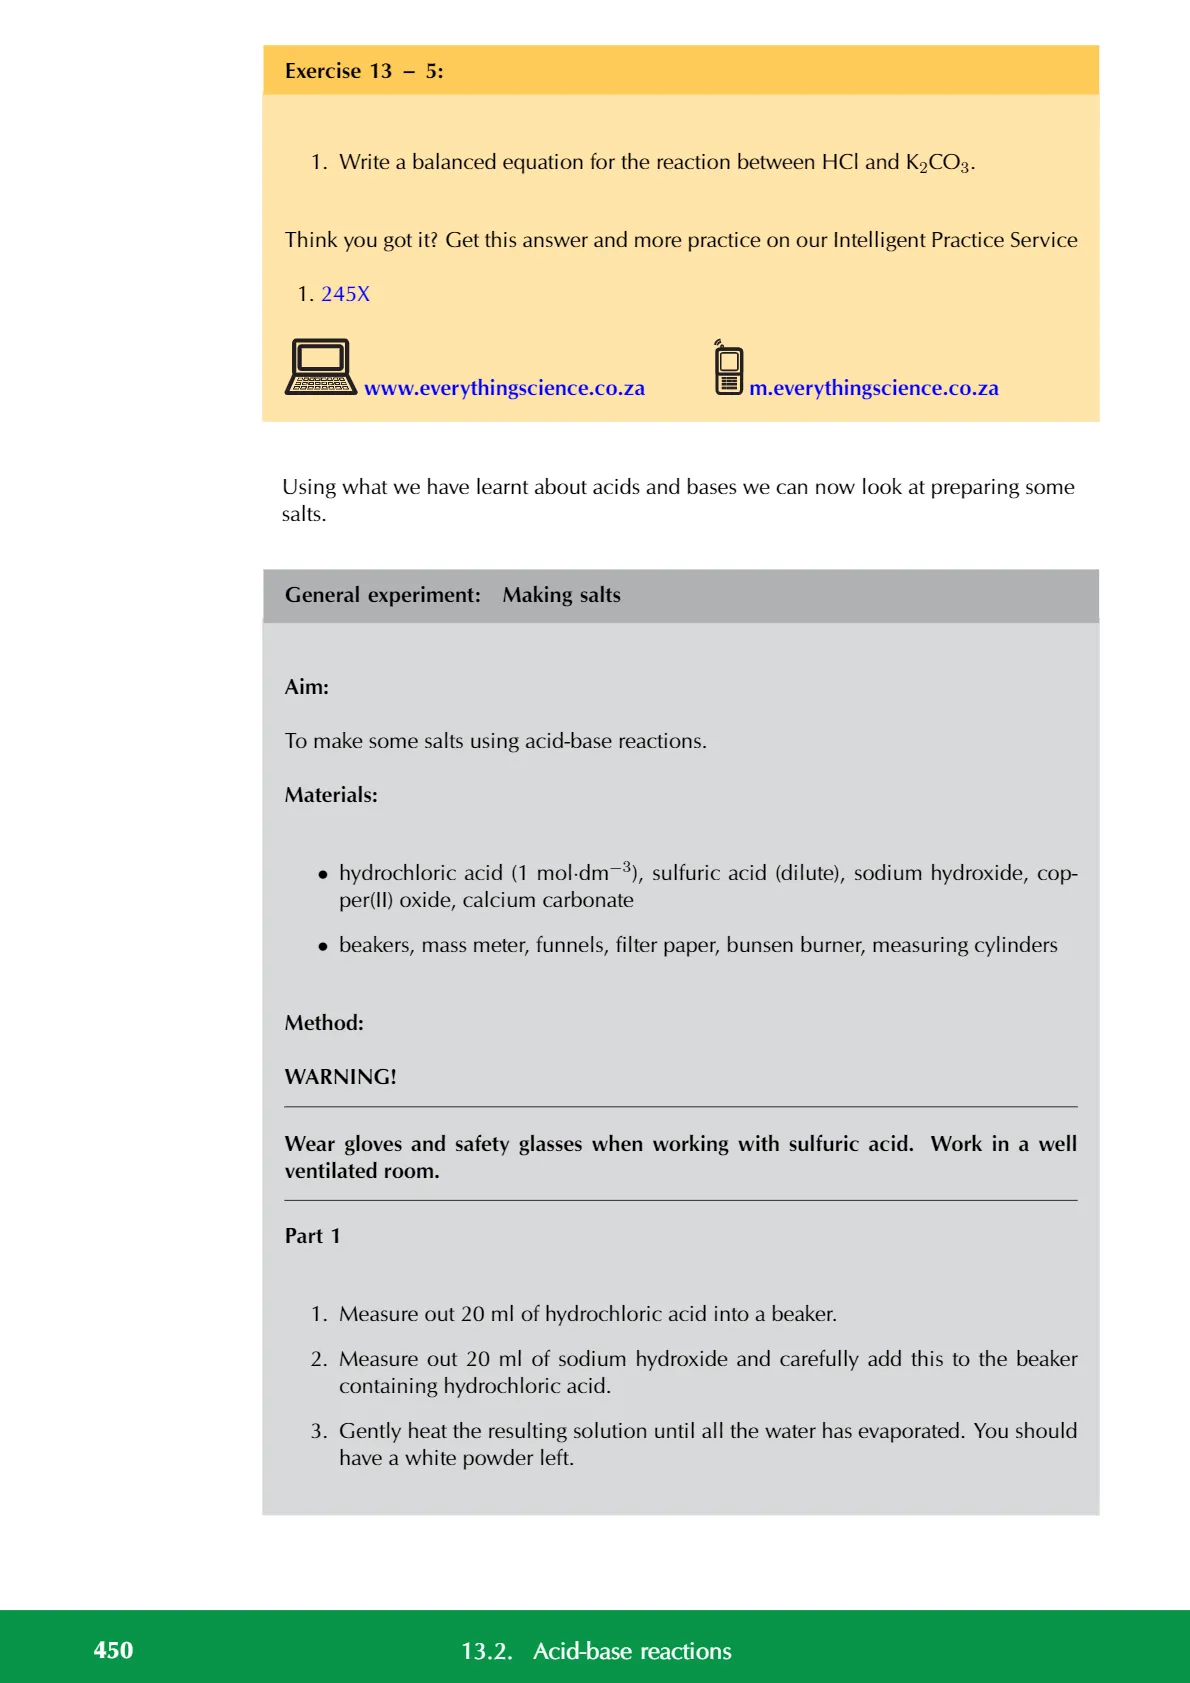 Exercise 13 – 5:
1. Write a balanced equation for the reaction between HCl and K₂CO₃.
Think you got it? Get this answer and more practice on our Intelligent Practice Service
1. 245X
www.everythingscience.co.za
m.everythingscience.co.za
Using what we have learnt about acids and bases we can now look at preparing some
salts.
General experiment: Making salts
Aim:
To make some salts using acid-base reactions.
Materials:
• hydrochloric acid (1 mol·dm⁻³), sulfuric acid (dilute), sodium hydroxide, cop-
per(II) oxide, calcium carbonate
• beakers, mass meter, funnels, filter paper, bunsen burner, measuring cylinders
Method:
WARNING!
Wear gloves and safety glasses when working with sulfuric acid. Work in a well
ventilated room.
Part 1
1. Measure out 20 ml of hydrochloric acid into a beaker.
2. Measure out 20 ml of sodium hydroxide and carefully add this to the beaker
containing hydrochloric acid.
3. Gently heat the resulting solution until all the water has evaporated. You should
have a white powder left.
450
13.2. Acid-base reactions